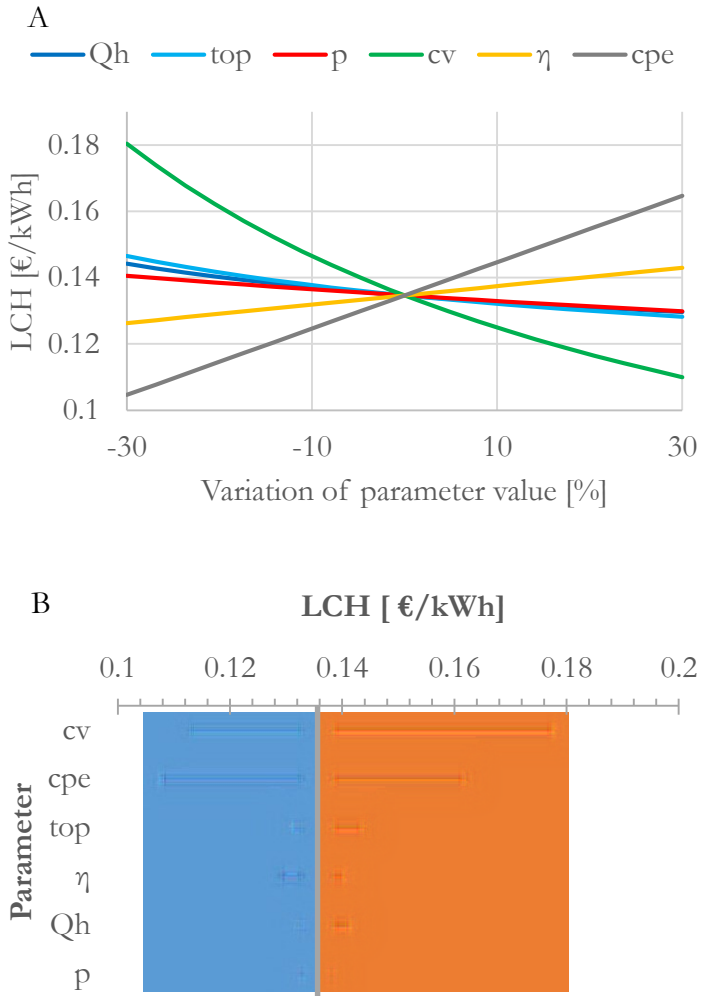 A
Qh top p cv η cpe
0.18
0.16
0.14
0.12
0.1
-30 -10 10 30
LCH [€/kWh]
Variation of parameter value [%]
B
LCH [ €/kWh]
0.1 0.12 0.14 0.16 0.18 0.2
Parameter
cv
cpe
top
η
Qh
p